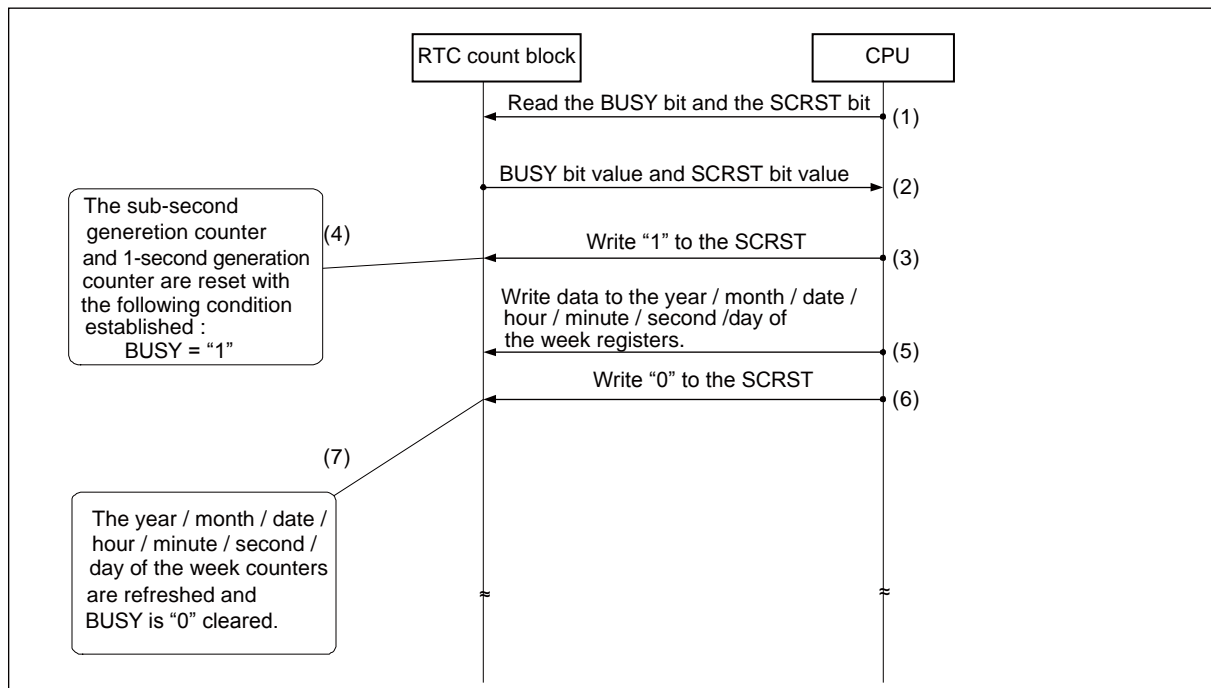 RTC count block
CPU
Read the BUSY bit and the SCRST bit
(1)
BUSY bit value and SCRST bit value
(2)
The sub-second
generetion counter
and 1-second generation
counter are reset with
the following condition
established :
BUSY = “1”
(4)
Write “1” to the SCRST
(3)
Write data to the year / month / date /
hour / minute / second /day of
the week registers.
(5)
Write “0” to the SCRST
(6)
(7)
The year / month / date /
hour / minute / second /
day of the week counters
are refreshed and
BUSY is “0” cleared.
≈
≈